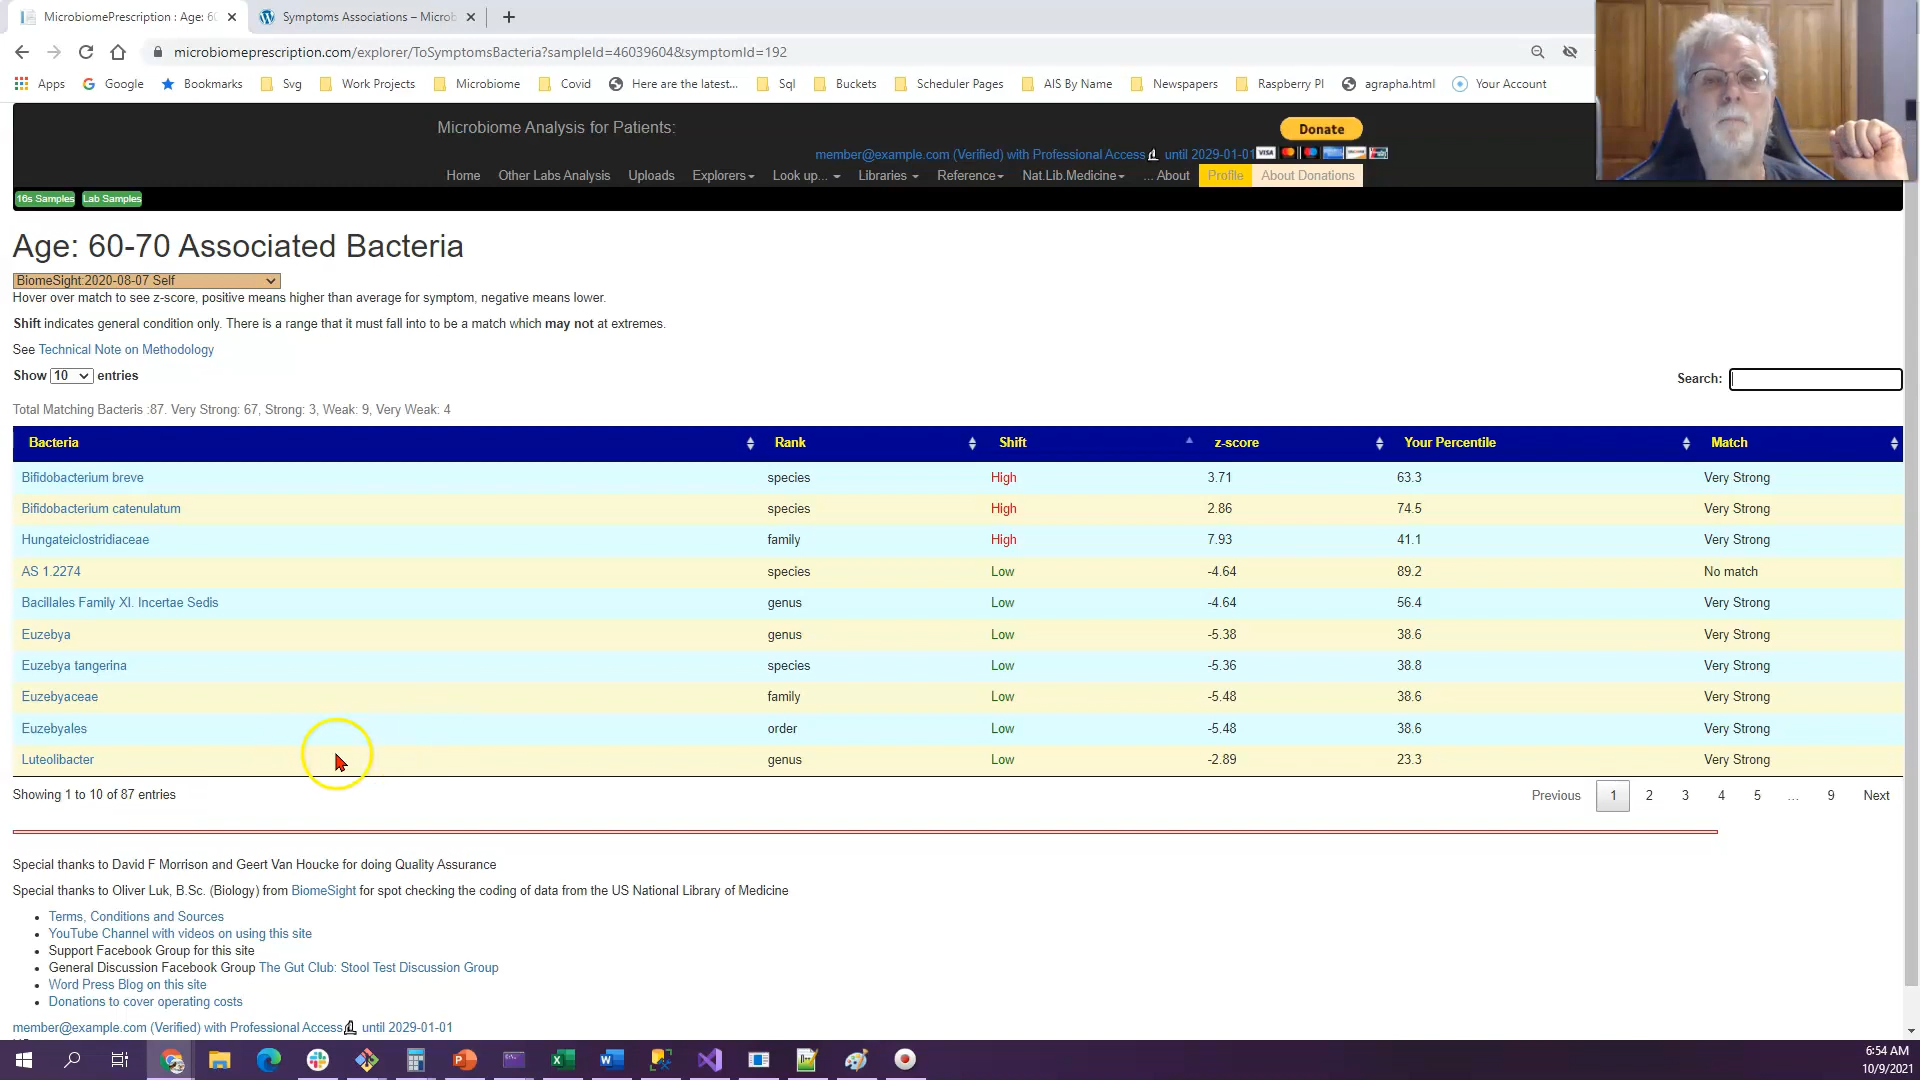 MicrobiomePrescription : Age: 60
Symptoms Associations – Microb
microbiomeprescription.com/explorer/ToSymptomsBacteria?sampleId=46039604&symptomId=192
Apps Google Bookmarks Svg Work Projects Microbiome Covid Here are the latest... Sql Buckets Scheduler Pages AIS By Name Newspapers Raspberry PI agrapha.html Your Account
Microbiome Analysis for Patients:
Donate
member@example.com (Verified) with Professional Access until 2029-01-01 VISA
Home Other Labs Analysis Uploads Explorers Look up... Libraries Reference Nat.Lib.Medicine ... About Profile About Donations
16s Samples Lab Samples
Age: 60-70 Associated Bacteria
BiomeSight:2020-08-07 Self
Hover over match to see z-score, positive means higher than average for symptom, negative means lower.
Shift indicates general condition only. There is a range that it must fall into to be a match which may not at extremes.
See Technical Note on Methodology
Show 10 entries
Search:
Total Matching Bacteris :87. Very Strong: 67, Strong: 3, Weak: 9, Very Weak: 4
Bacteria Rank Shift z-score Your Percentile Match
Bifidobacterium breve species High 3.71 63.3 Very Strong
Bifidobacterium catenulatum species High 2.86 74.5 Very Strong
Hungateiclostridiaceae family High 7.93 41.1 Very Strong
AS 1.2274 species Low -4.64 89.2 No match
Bacillales Family XI. Incertae Sedis genus Low -4.64 56.4 Very Strong
Euzebya genus Low -5.38 38.6 Very Strong
Euzebya tangerina species Low -5.36 38.8 Very Strong
Euzebyaceae family Low -5.48 38.6 Very Strong
Euzebyales order Low -5.48 38.6 Very Strong
Luteolibacter genus Low -2.89 23.3 Very Strong
Showing 1 to 10 of 87 entries
Previous 1 2 3 4 5 ... 9 Next
Special thanks to David F Morrison and Geert Van Houcke for doing Quality Assurance
Special thanks to Oliver Luk, B.Sc. (Biology) from BiomeSight for spot checking the coding of data from the US National Library of Medicine
• Terms, Conditions and Sources
• YouTube Channel with videos on using this site
• Support Facebook Group for this site
• General Discussion Facebook Group The Gut Club: Stool Test Discussion Group
• Word Press Blog on this site
• Donations to cover operating costs
member@example.com (Verified) with Professional Access until 2029-01-01
6:54 AM
10/9/2021